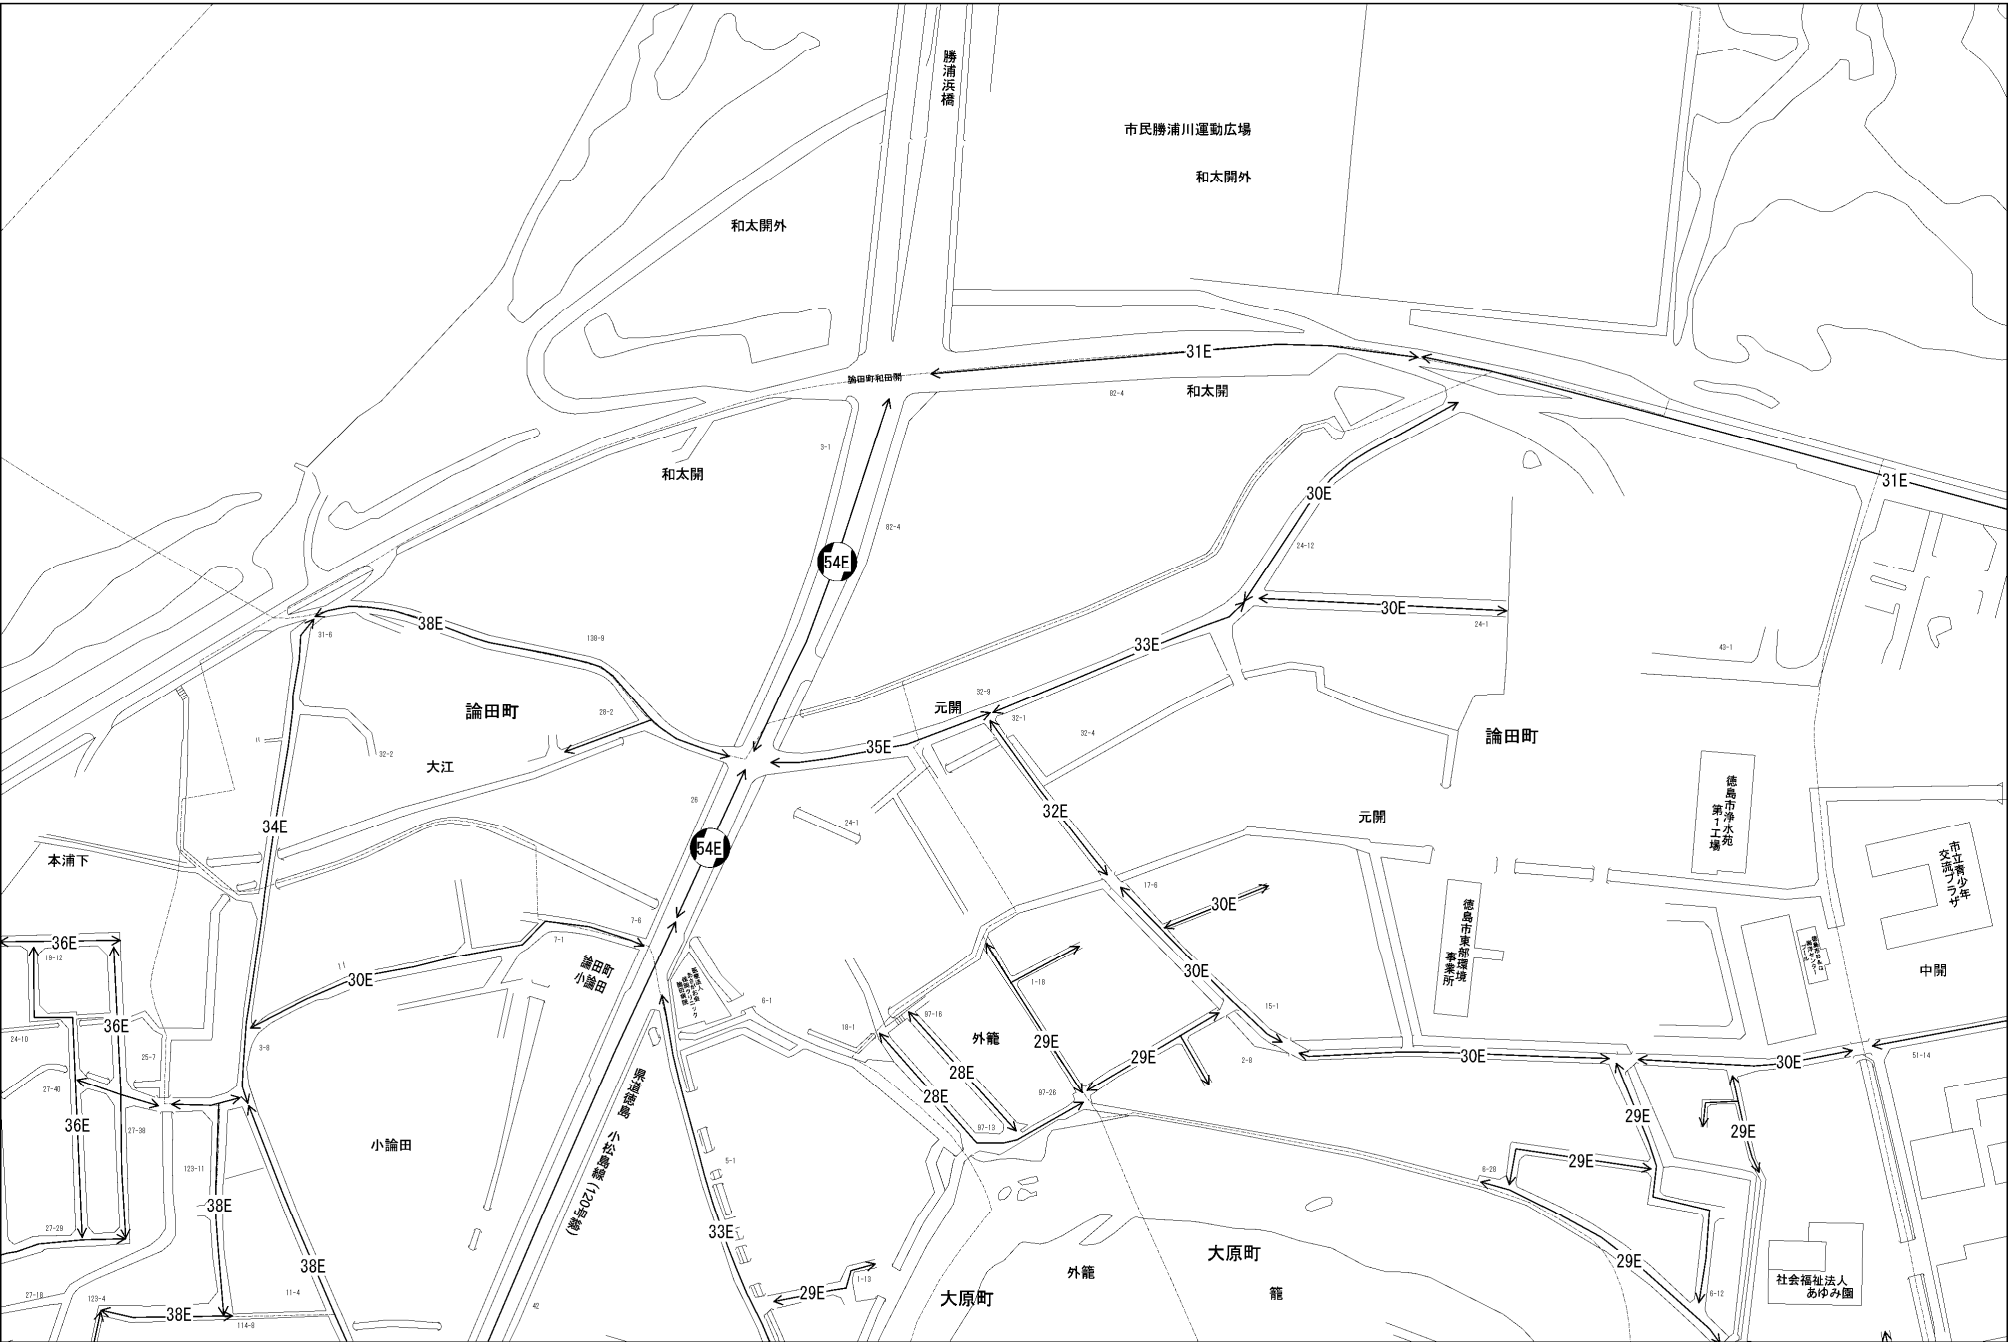 勝浦浜橋
市民勝浦川運動広場
和太開外
和太開外
31E
論田町和田開
82-4
和太開
3-1
和太開
31E
30E
82-4
24-12
54E
30E
24-1
38E
31-6
138-9
33E
43-1
32-9
元開
32-1
28-2
論田町
32-4
論田町
35E
32-2
大江
徳島市浄水苑
第1工場
26
32E
24-1
元開
34E
54E
本浦下
市立青少年
交流プラザ
17-6
30E
7-6
徳島市東部環境
事業所
36E
7-1
19-12
論田町
小論田
30E
30E
中開
1-18
6-1
15-1
97-16
36E
18-1
外籠
24-10
29E
3-8
25-7
29E
30E
30E
51-14
2-8
28E
27-40
県道徳島 小松島線(120号線)
28E
97-26
29E
36E
27-38
97-13
29E
小論田
5-1
29E
6-28
123-11
38E
27-29
33E
大原町
38E
外籠
29E
1-13
社会福祉法人
あゆみ園
29E
籠
6-12
27-18
123-4
11-4
大原町
42
38E
114-8